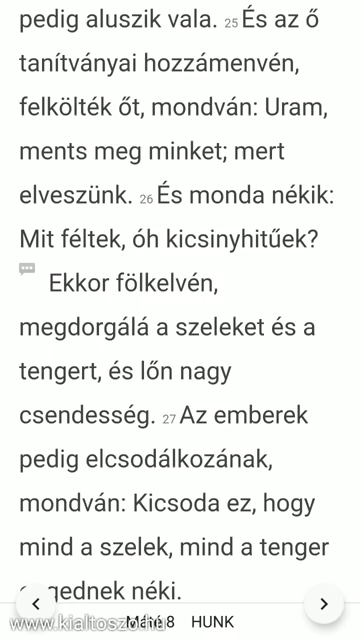 pedig aluszik vala. 25 És az ő
tanítványai hozzámenvén,
felkölték őt, mondván: Uram,
ments meg minket; mert
elveszünk. 26 És monda nékik:
Mit féltek, óh kicsinyhitűek?
Ekkor fölkelvén,
megdorgálá a szeleket és a
tengert, és lőn nagy
csendesség. 27 Az emberek
pedig elcsodálkozának,
mondván: Kicsoda ez, hogy
mind a szelek, mind a tenger
néki.
www.kialtoszo.hu
Máté 8 HUNK